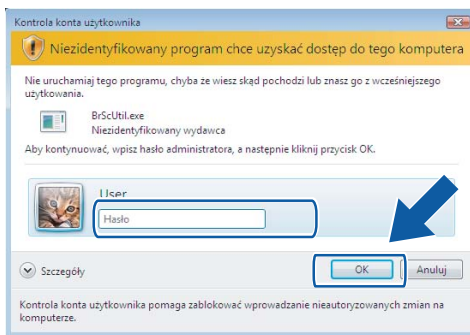 Kontrola konta użytkownika
Niezidentyfikowany program chce uzyskać dostęp do tego komputera
Nie uruchamiaj tego programu, chyba ze wiesz skąd pochodzi lub znasz go z wcześniejszego
użytkowania.
BrScUtil.exe
Niezidentyfikowany wydawca
Aby kontynuować, wpisz hasło administratora, a następnie kliknij przycisk OK.
User
Hasło
Szczegóły
OK
Anuluj
Kontrola konta użytkownika pomaga zablokować wprowadzanie nieautoryzowanych zmian na
komputerze.